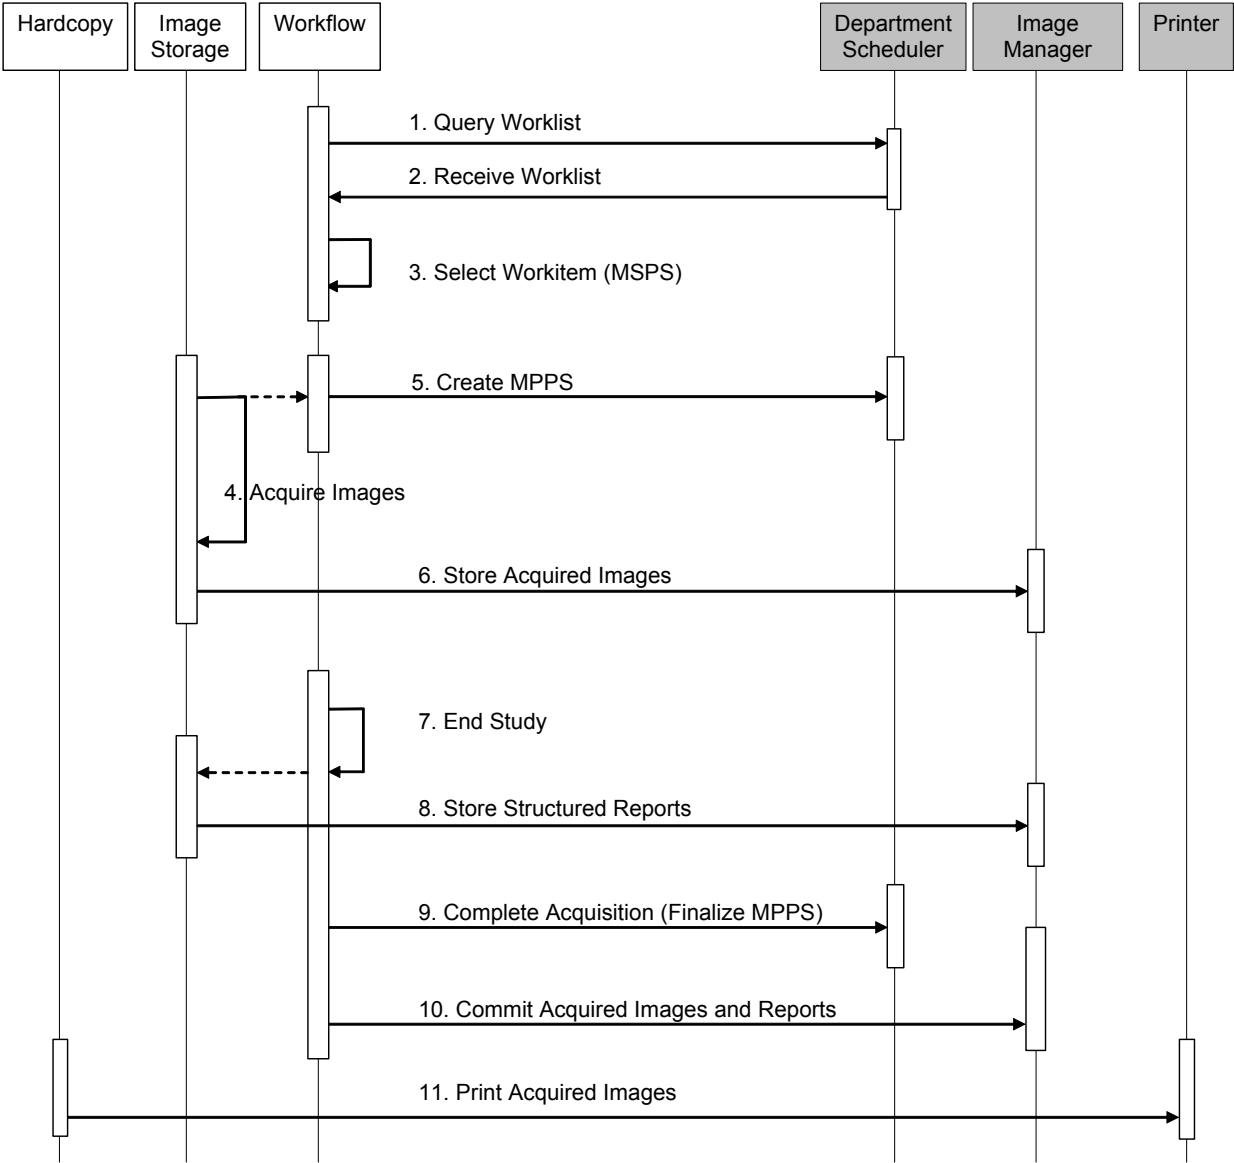 Hardcopy
Image
Storage
Workflow
Department
Scheduler
Image
Manager
Printer
1. Query Worklist
2. Receive Worklist
3. Select Workitem (MSPS)
5. Create MPPS
4. Acquire Images
6. Store Acquired Images
7. End Study
8. Store Structured Reports
9. Complete Acquisition (Finalize MPPS)
10. Commit Acquired Images and Reports
11. Print Acquired Images